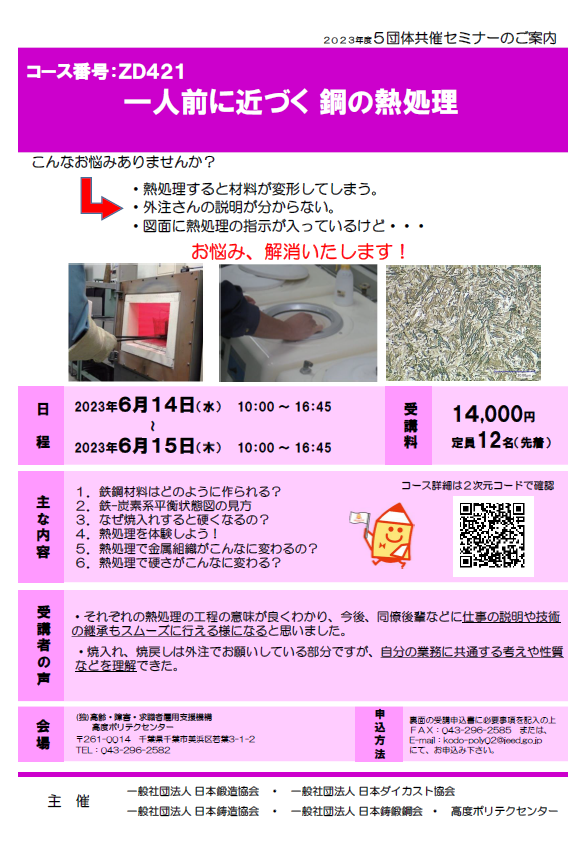 2023年度5団体共催セミナーのご案内
コース番号:ZD421
一人前に近づく 鋼の熱処理
こんなお悩みありませんか？
・熱処理すると材料が変形してしまう。
・外注さんの説明が分からない。
・図面に熱処理の指示が入っているけど・・・
お悩み、解消いたします！
日程
2023年6月14日(水) 10:00 ～ 16:45
～
2023年6月15日(木) 10:00 ～ 16:45
受講料
14,000円
定員12名(先着)
主な内容
1．鉄鋼材料はどのように作られる？
2．鉄-炭素系平衡状態図の見方
3．なぜ焼入れすると硬くなるの？
4．熱処理を体験しよう！
5．熱処理で金属組織がこんなに変わるの？
6．熱処理で硬さがこんなに変わる？
コース詳細は2次元コードで確認
受講者の声
・それぞれの熱処理の工程の意味が良くわかり、今後、同僚後輩などに仕事の説明や技術
の継承もスムーズに行える様になると思いました。
・焼入れ、焼戻しは外注でお願いしている部分ですが、自分の業務に共通する考えや性質
などを理解できた。
会場
(独)高齢・障害・求職者雇用支援機構
高度ポリテクセンター
〒261-0014 千葉県千葉市美浜区若葉3-1-2
TEL：043-296-2582
申込方法
裏面の受講申込書に必要事項を記入の上
FAX：043-296-2585 または、
E-mail：kodo-poly02@jeed.go.jp
にて、お申込み下さい。
主 催
一般社団法人 日本鍛造協会 ・ 一般社団法人 日本ダイカスト協会
一般社団法人 日本鋳造協会 ・ 一般社団法人 日本鋳鍛鋼会 ・ 高度ポリテクセンター